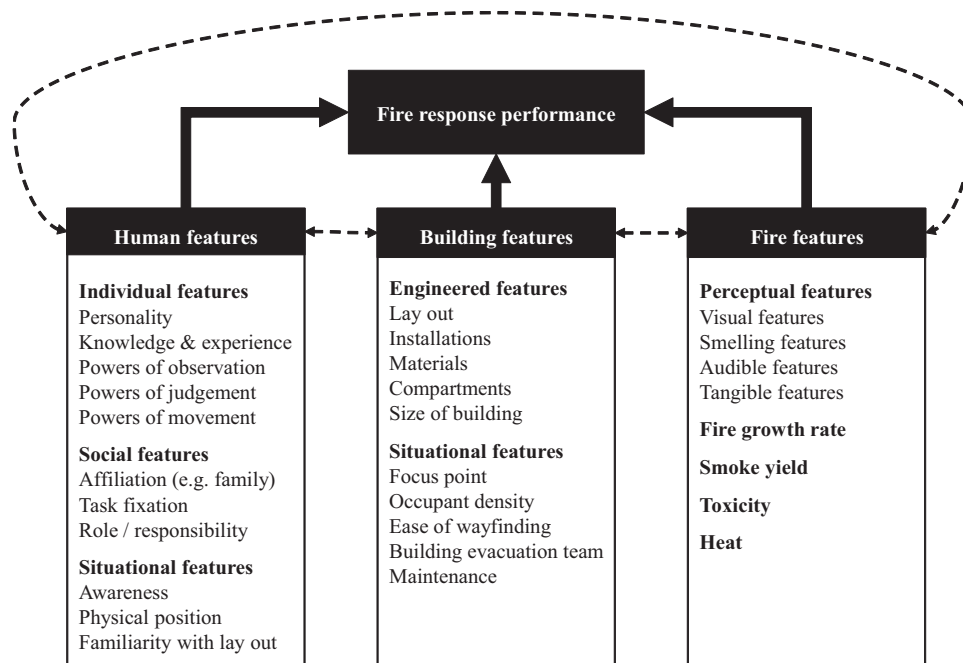 Fire response performance
Human features
Individual features
Personality
Knowledge & experience
Powers of observation
Powers of judgement
Powers of movement
Social features
Affiliation (e.g. family)
Task fixation
Role / responsibility
Situational features
Awareness
Physical position
Familiarity with lay out
Building features
Engineered features
Lay out
Installations
Materials
Compartments
Size of building
Situational features
Focus point
Occupant density
Ease of wayfinding
Building evacuation team
Maintenance
Fire features
Perceptual features
Visual features
Smelling features
Audible features
Tangible features
Fire growth rate
Smoke yield
Toxicity
Heat